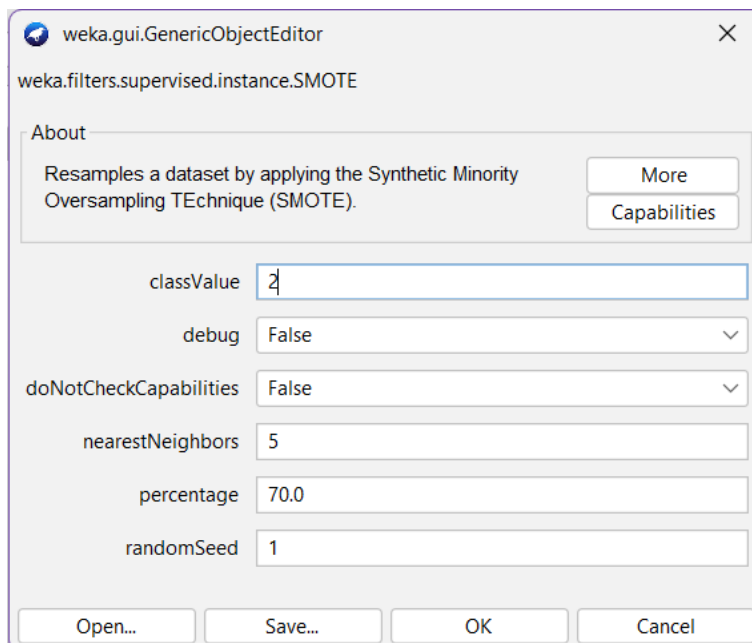 weka.gui.GenericObjectEditor
weka.filters.supervised.instance.SMOTE
About
Resamples a dataset by applying the Synthetic Minority
Oversampling TEchnique (SMOTE).
More
Capabilities
classValue 2
debug False
doNotCheckCapabilities False
nearestNeighbors 5
percentage 70.0
randomSeed 1
Open... Save... OK Cancel